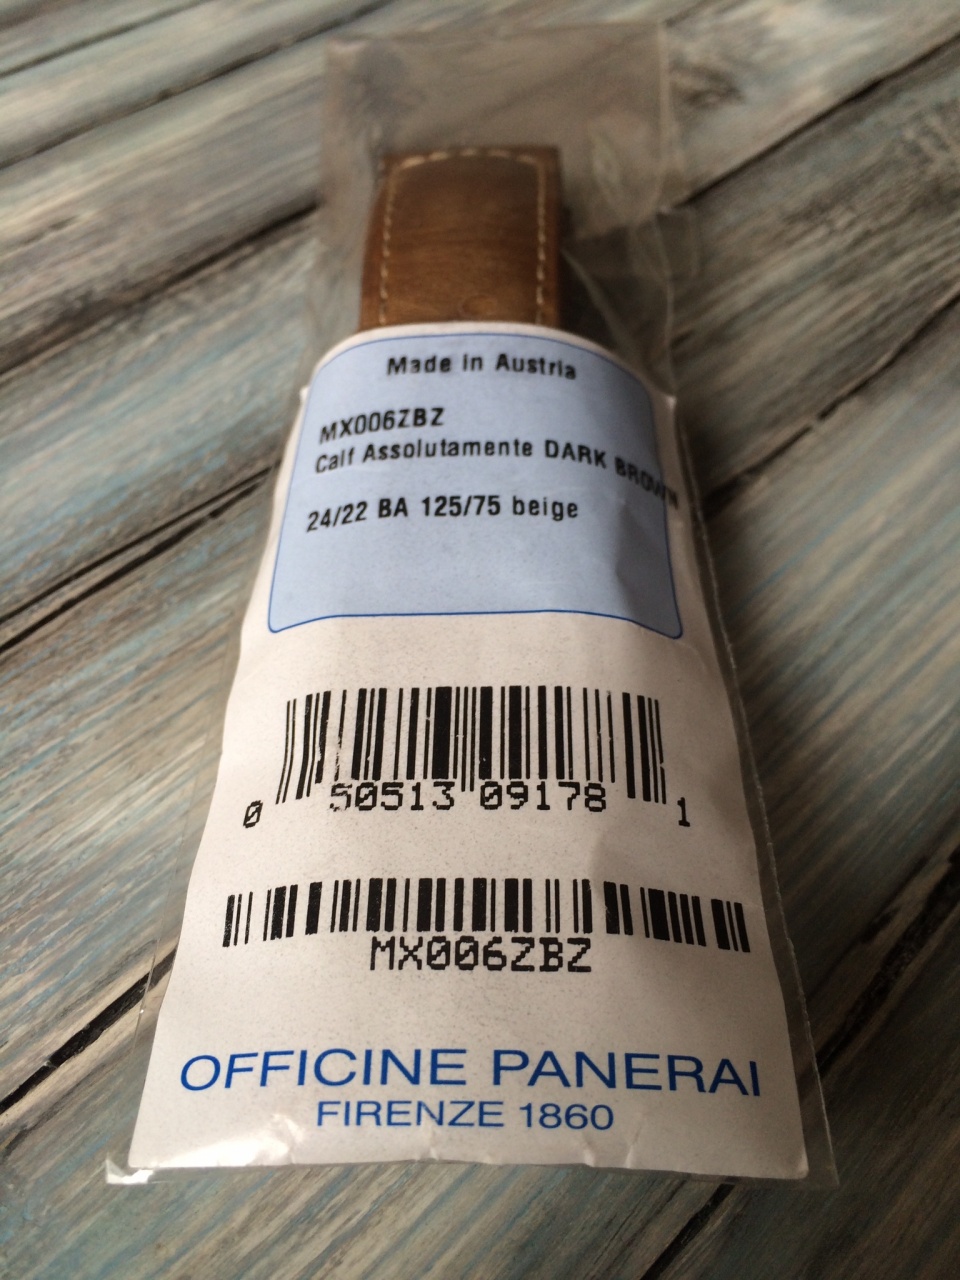 Made in Austria
MX006ZBZ
Calf Assolutamente DARK BROWN
24/22 BA 125/75 beige
0 50513 09178 1
MX006ZBZ
OFFICINE PANERAI
FIRENZE 1860